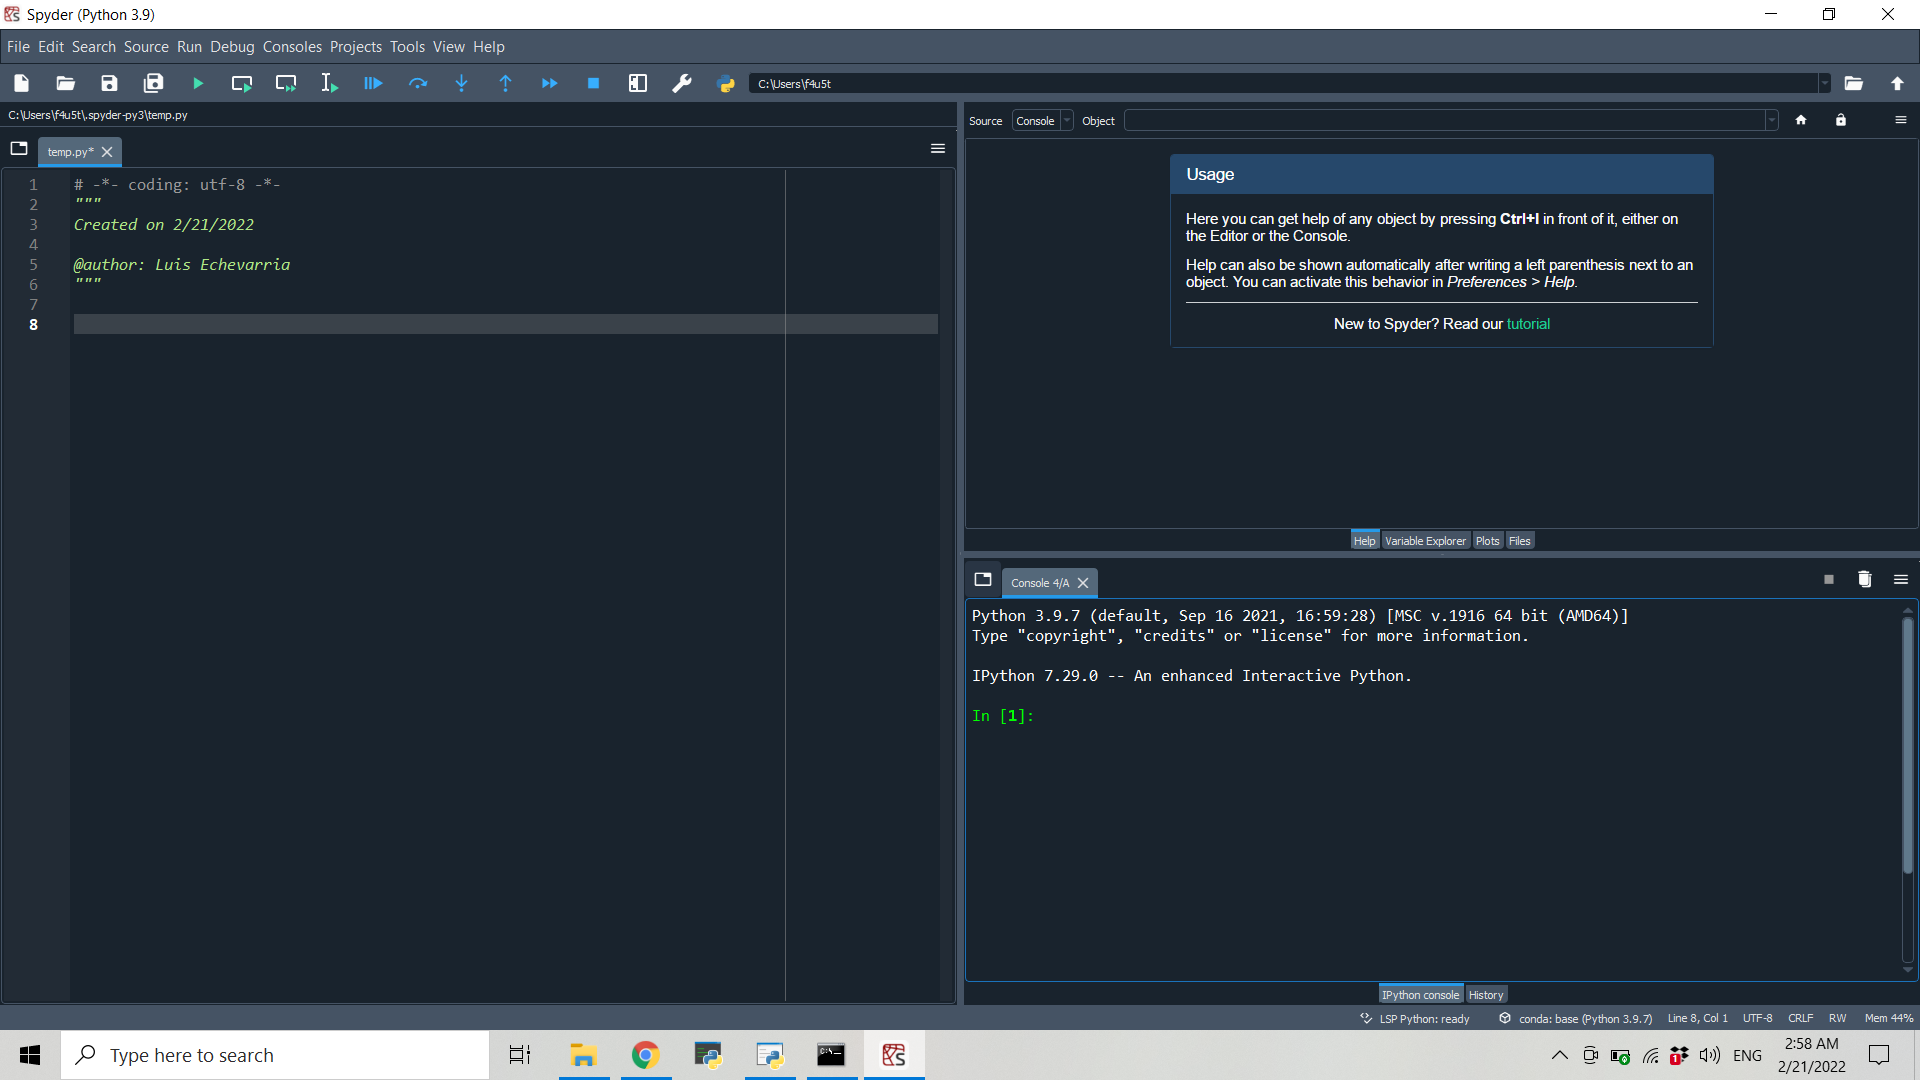 Spyder (Python 3.9)
File Edit Search Source Run Debug Consoles Projects Tools View Help
C:\Users\f4u5t
C:\Users\f4u5t\.spyder-py3\temp.py
temp.py*
1 # -*- coding: utf-8 -*-
2 """
3 Created on 2/21/2022
4
5 @author: Luis Echevarria
6 """
7
8
Source Console Object
Usage
Here you can get help of any object by pressing Ctrl+I in front of it, either on
the Editor or the Console.
Help can also be shown automatically after writing a left parenthesis next to an
object. You can activate this behavior in Preferences > Help.
New to Spyder? Read our tutorial
Help Variable Explorer Plots Files
Console 4/A
Python 3.9.7 (default, Sep 16 2021, 16:59:28) [MSC v.1916 64 bit (AMD64)]
Type "copyright", "credits" or "license" for more information.
IPython 7.29.0 -- An enhanced Interactive Python.
In [1]:
IPython console History
LSP Python: ready conda: base (Python 3.9.7) Line 8, Col 1 UTF-8 CRLF RW Mem 44%
Type here to search
1 ENG
2:58 AM
2/21/2022